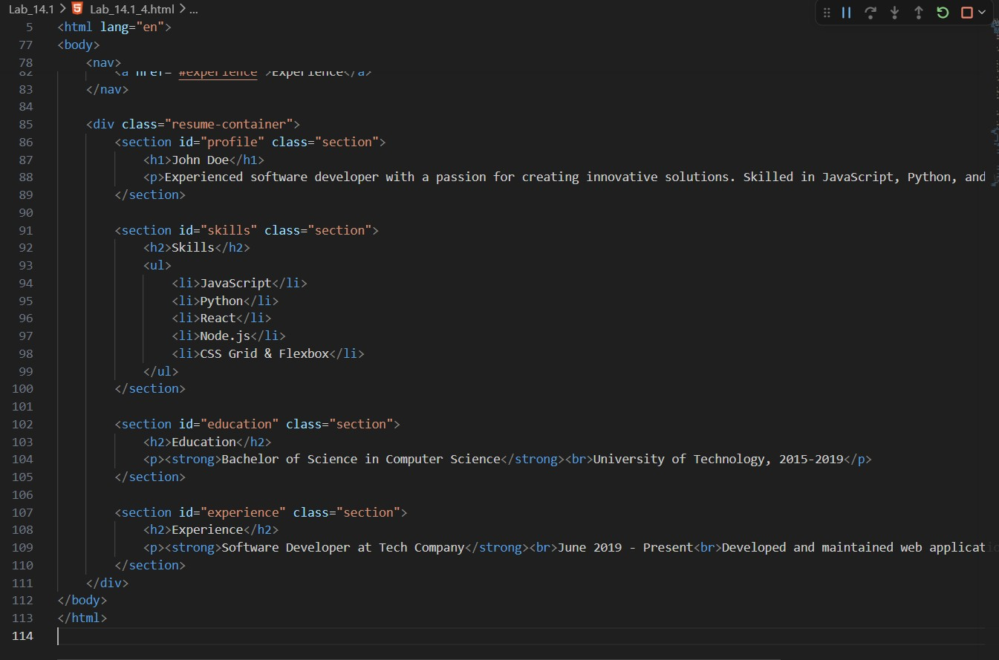 Lab_14.1 > Lab_14.1_4.html > ...
5 <html lang="en">
77 <body>
78 <nav>
82 <a href="#experience">Experience</a>
83 </nav>
84
85 <div class="resume-container">
86 <section id="profile" class="section">
87 <h1>John Doe</h1>
88 <p>Experienced software developer with a passion for creating innovative solutions. Skilled in JavaScript, Python, and
89 </section>
90
91 <section id="skills" class="section">
92 <h2>Skills</h2>
93 <ul>
94 <li>JavaScript</li>
95 <li>Python</li>
96 <li>React</li>
97 <li>Node.js</li>
98 <li>CSS Grid & Flexbox</li>
99 </ul>
100 </section>
101
102 <section id="education" class="section">
103 <h2>Education</h2>
104 <p><strong>Bachelor of Science in Computer Science</strong><br>University of Technology, 2015-2019</p>
105 </section>
106
107 <section id="experience" class="section">
108 <h2>Experience</h2>
109 <p><strong>Software Developer at Tech Company</strong><br>June 2019 - Present<br>Developed and maintained web applicatio
110 </section>
111 </div>
112 </body>
113 </html>
114